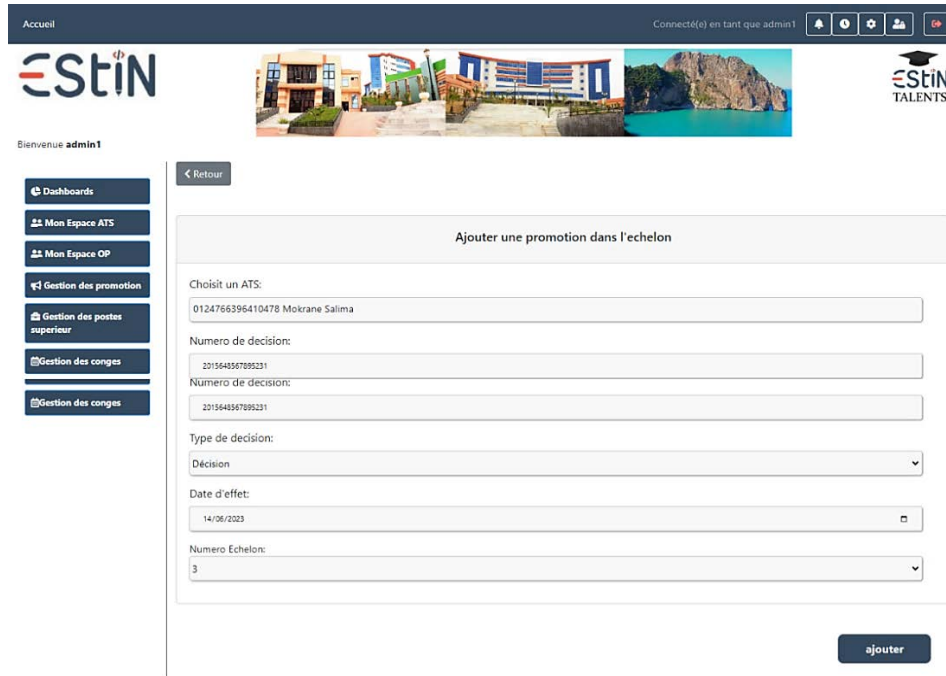 Accueil
Connecté(e) en tant que admin1
EStiN
EStiN
TALENTS
Bienvenue admin1
Retour
Dashboards
Mon Espace ATS
Mon Espace OP
Gestion des promotion
Gestion des postes
superieur
Gestion des conges
Gestion des conges
Ajouter une promotion dans l'echelon
Choisit un ATS:
0124766396410478 Mokrane Salima
Numero de decision:
2015648567895231
Numero de decision:
2015648567895231
Type de decision:
Décision
Date d'effet:
14/06/2023
Numero Echelon:
3
ajouter